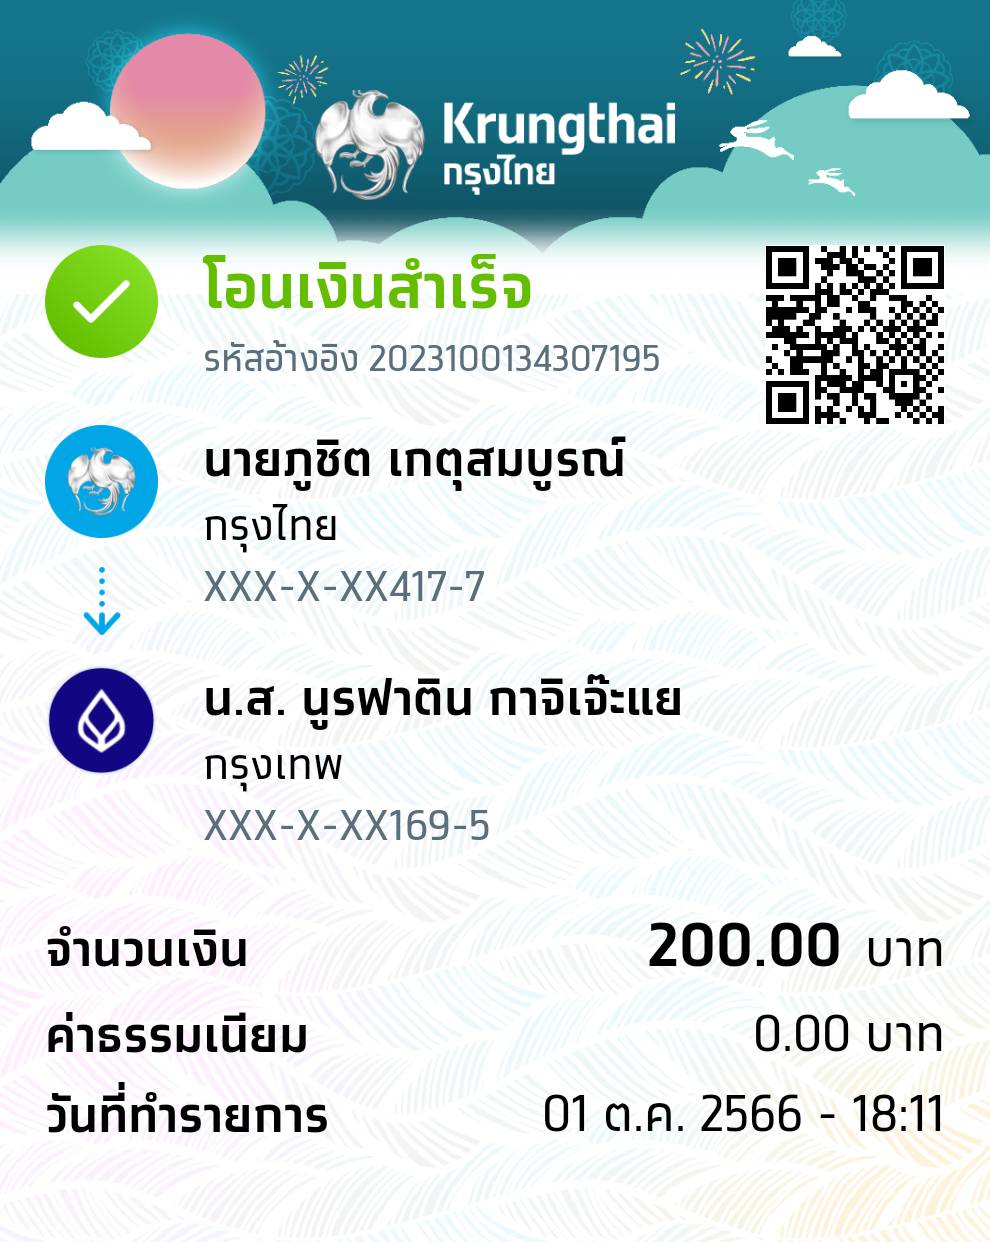 Krungthai
กรุงไทย
โอนเงินสำเร็จ
รหัสอ้างอิง 2023100134307195
นายภูชิต เกตุสมบูรณ์
กรุงไทย
XXX-X-XX417-7
น.ส. นูรฟาติน กาจิเจ๊ะแย
กรุงเทพ
XXX-X-XX169-5
จำนวนเงิน 200.00 บาท
ค่าธรรมเนียม 0.00 บาท
วันที่ทำรายการ 01 ต.ค. 2566 - 18:11